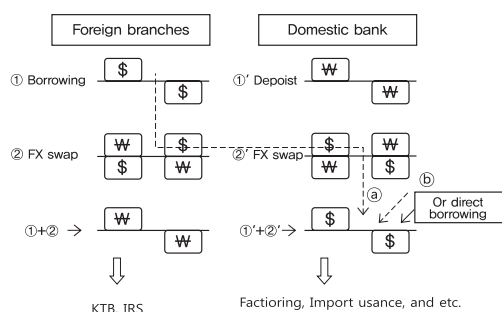 Foreign branches
Domestic bank
① Borrowing
$
$
①′ Depoist
₩
₩
② FX swap
₩ $
$ ₩
②′ FX swap
$ ₩
₩ $
ⓐ
ⓑ
Or direct
borrowing
①+② →
₩
₩
①′+②′ →
$
$
KTB, IRS
Factioring, Import usance, and etc.